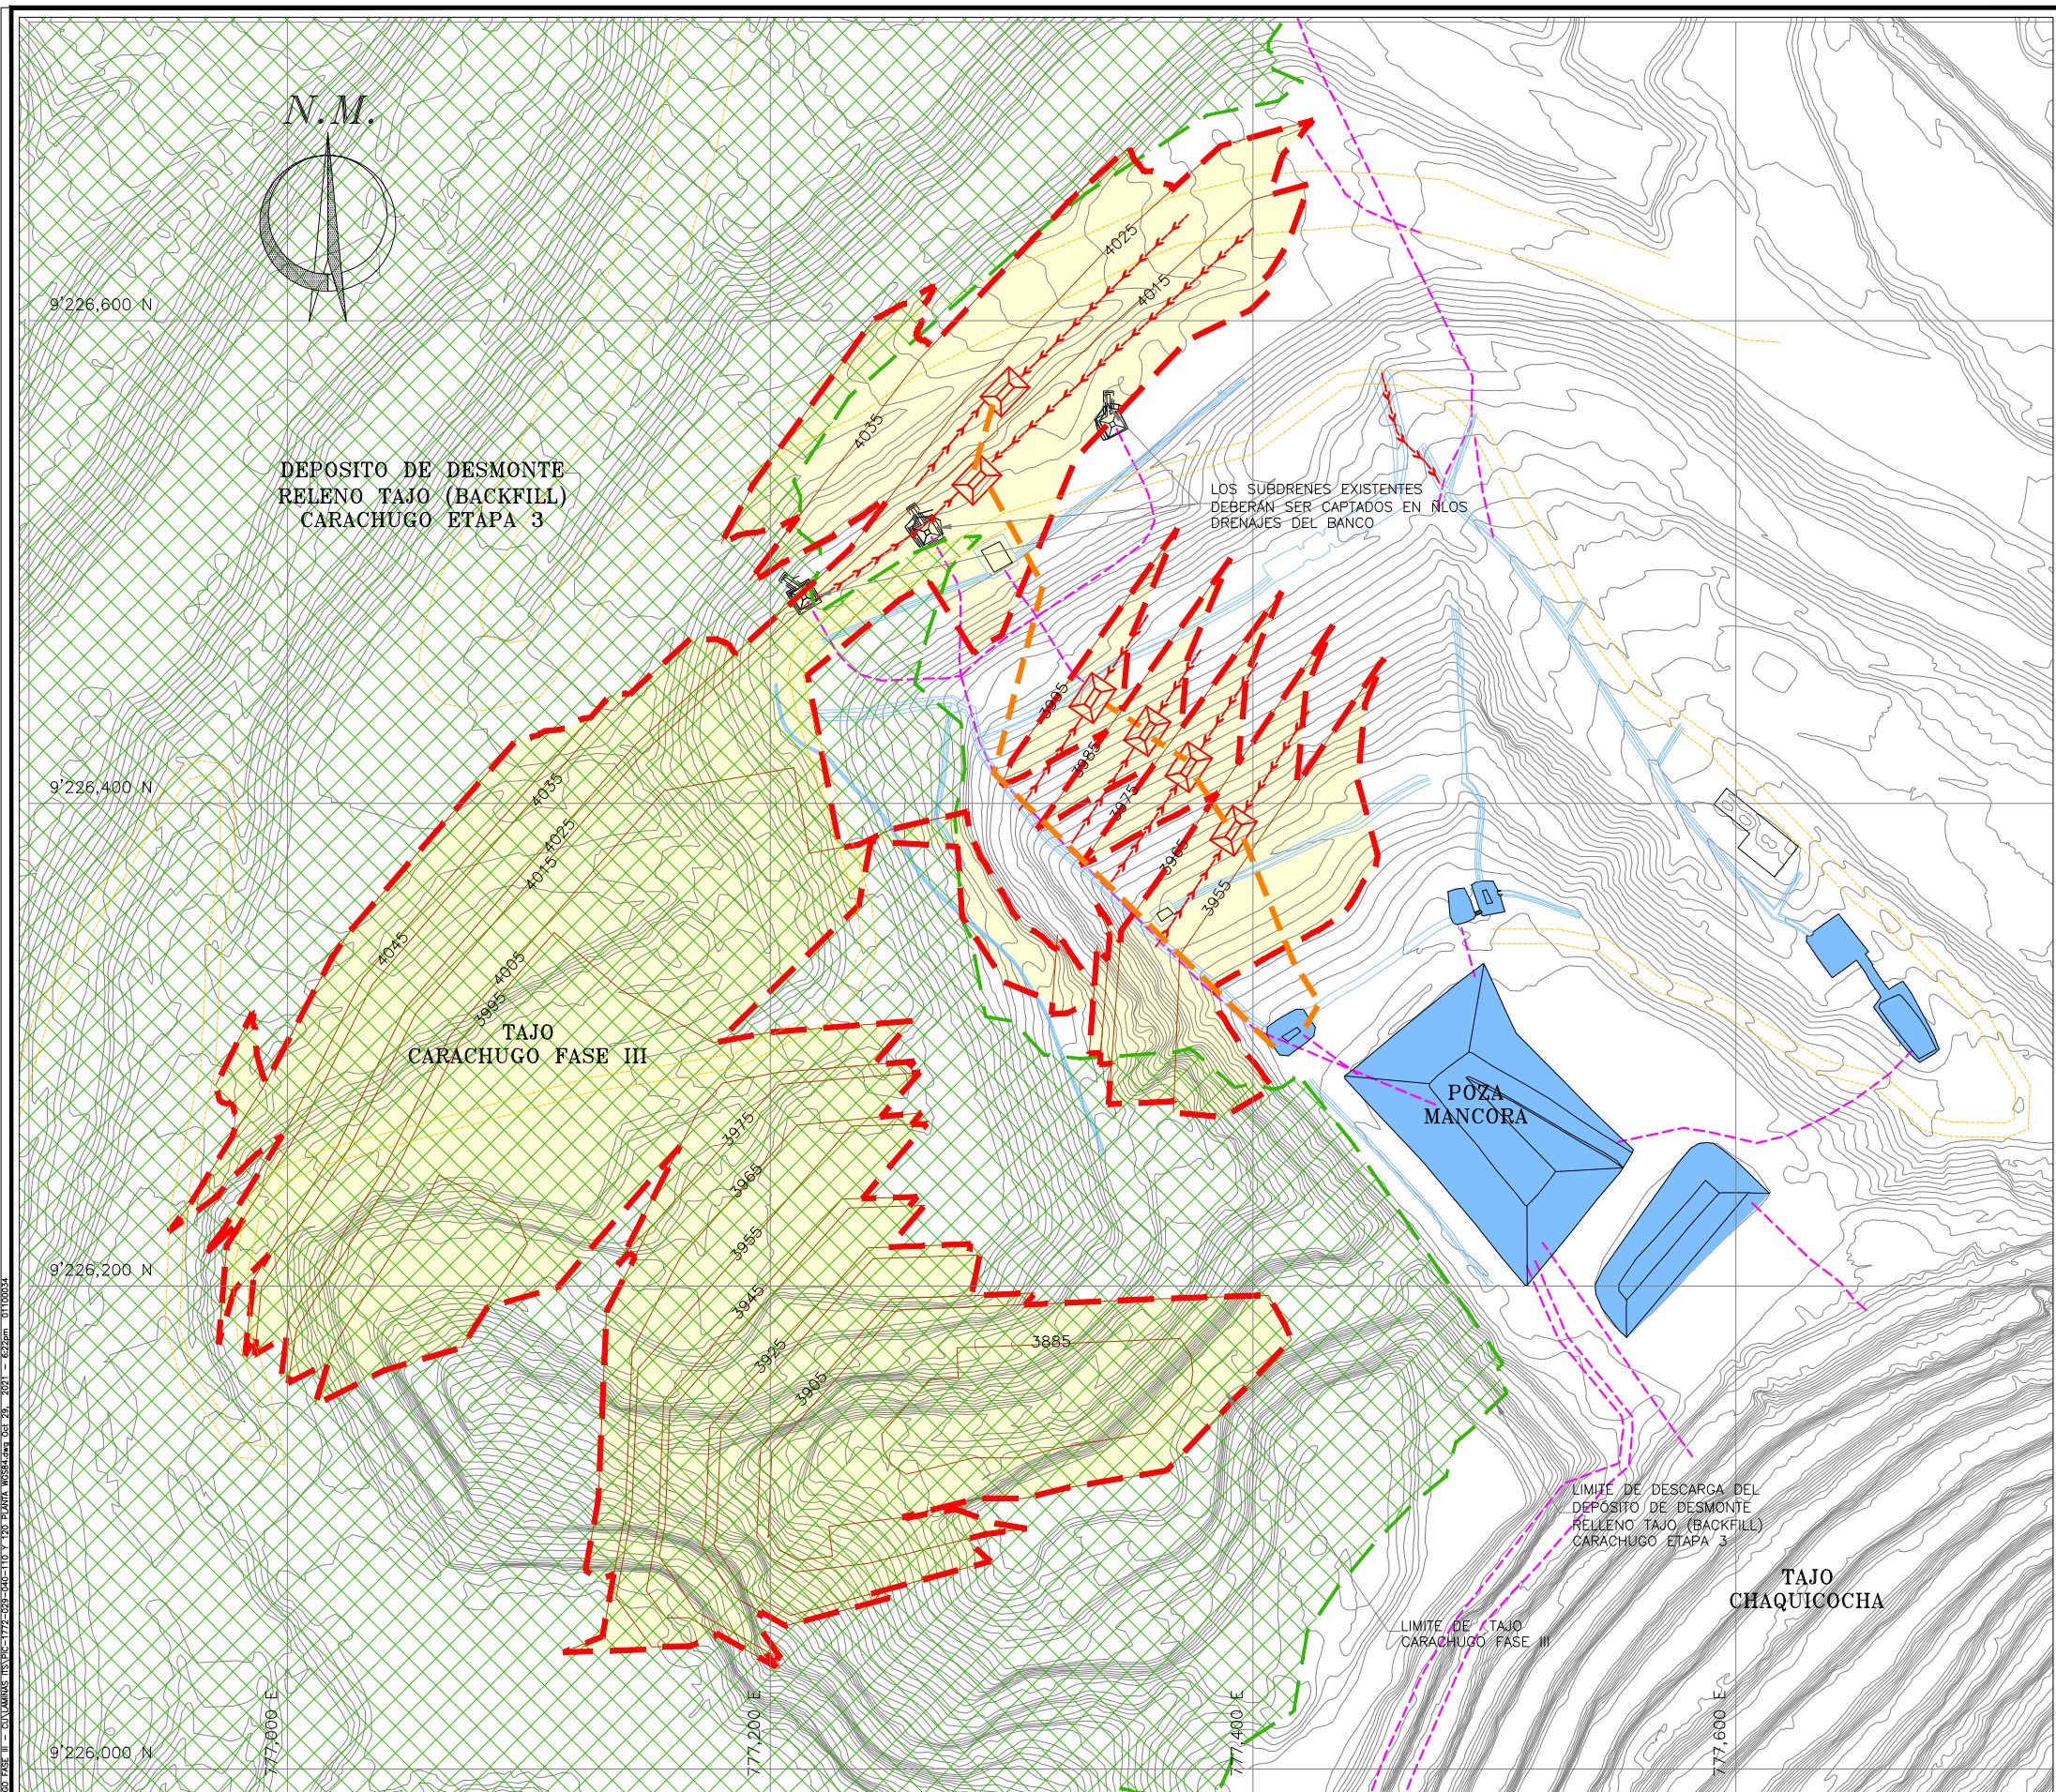 N.M.
9'226,600 N
DEPOSITO DE DESMONTE
RELENO TAJO (BACKFILL)
CARACHUGO ETAPA 3
4025
4015
4035
LOS SUBDRENES EXISTENTES
DEBERÁN SER CAPTADOS EN ÑLOS
DRENAJES DEL BANCO
9'226,400 N
3995
3985
3975
3965
3955
4035
4025
4015
4045
4005
3995
TAJO
CARACHUGO FASE III
POZA
MANCORA
3975
3965
3955
3945
3925
3905
3885
9'226,200 N
LIMITE DE DESCARGA DEL
DEPÓSITO DE DESMONTE
RELLENO TAJO (BACKFILL)
CARACHUGO ETAPA 3
TAJO
CHAQUICOCHA
LIMITE DE TAJO
CARACHUGO FASE III
9'226,000 N
777,000 E
777,200 E
777,400 E
777,600 E